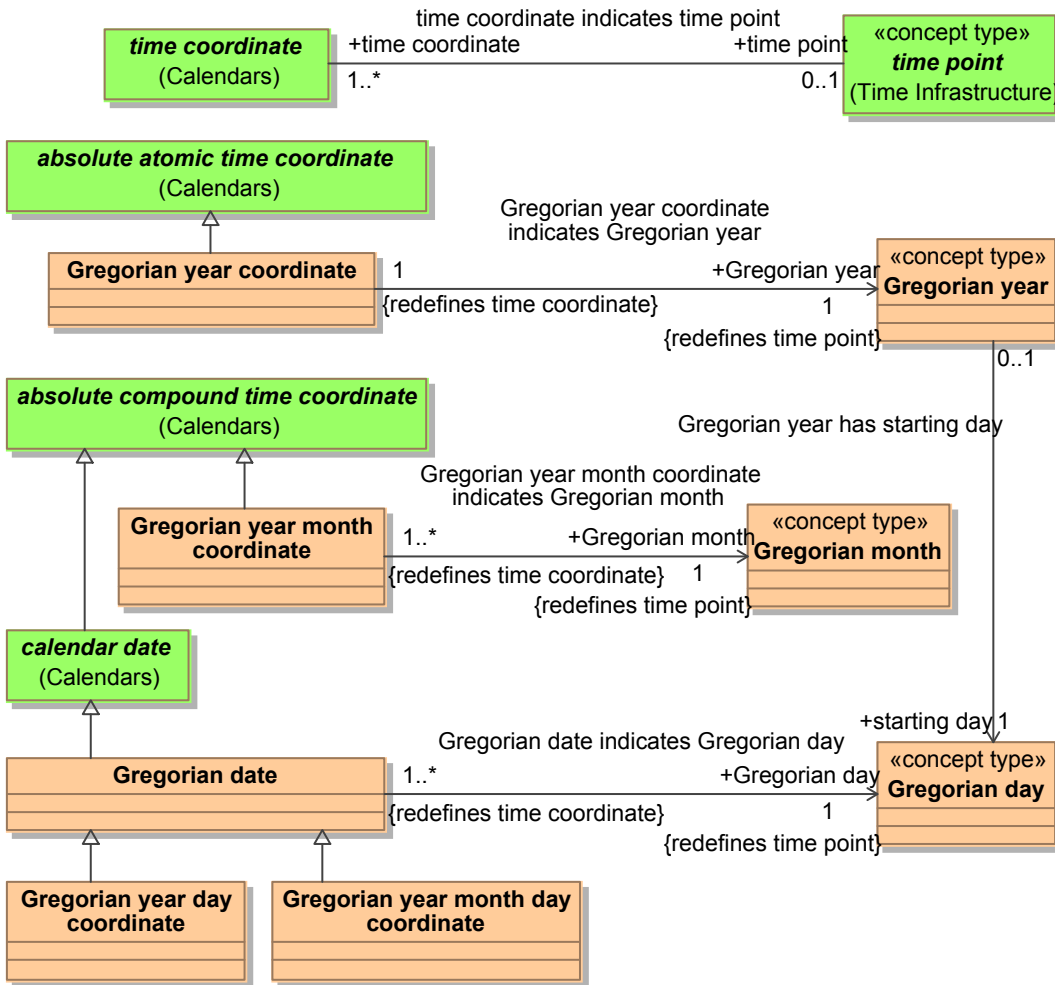 time coordinate indicates time point
time coordinate
(Calendars)
+time coordinate
1..*
+time point
0..1
«concept type»
time point
(Time Infrastructure)
absolute atomic time coordinate
(Calendars)
Gregorian year coordinate
indicates Gregorian year
Gregorian year coordinate
1
{redefines time coordinate}
+Gregorian year
1
{redefines time point}
«concept type»
Gregorian year
0..1
absolute compound time coordinate
(Calendars)
Gregorian year has starting day
Gregorian year month coordinate
indicates Gregorian month
Gregorian year month
coordinate
1..*
{redefines time coordinate}
+Gregorian month
1
{redefines time point}
«concept type»
Gregorian month
calendar date
(Calendars)
+starting day
1
Gregorian date indicates Gregorian day
Gregorian date
1..*
{redefines time coordinate}
+Gregorian day
1
{redefines time point}
«concept type»
Gregorian day
Gregorian year day
coordinate
Gregorian year month day
coordinate